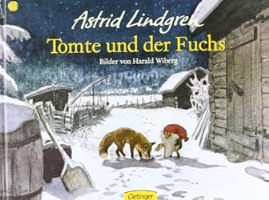 Astrid Lindgren
Tomte und der Fuchs
Bilder von Harald Wiberg
Oetinger